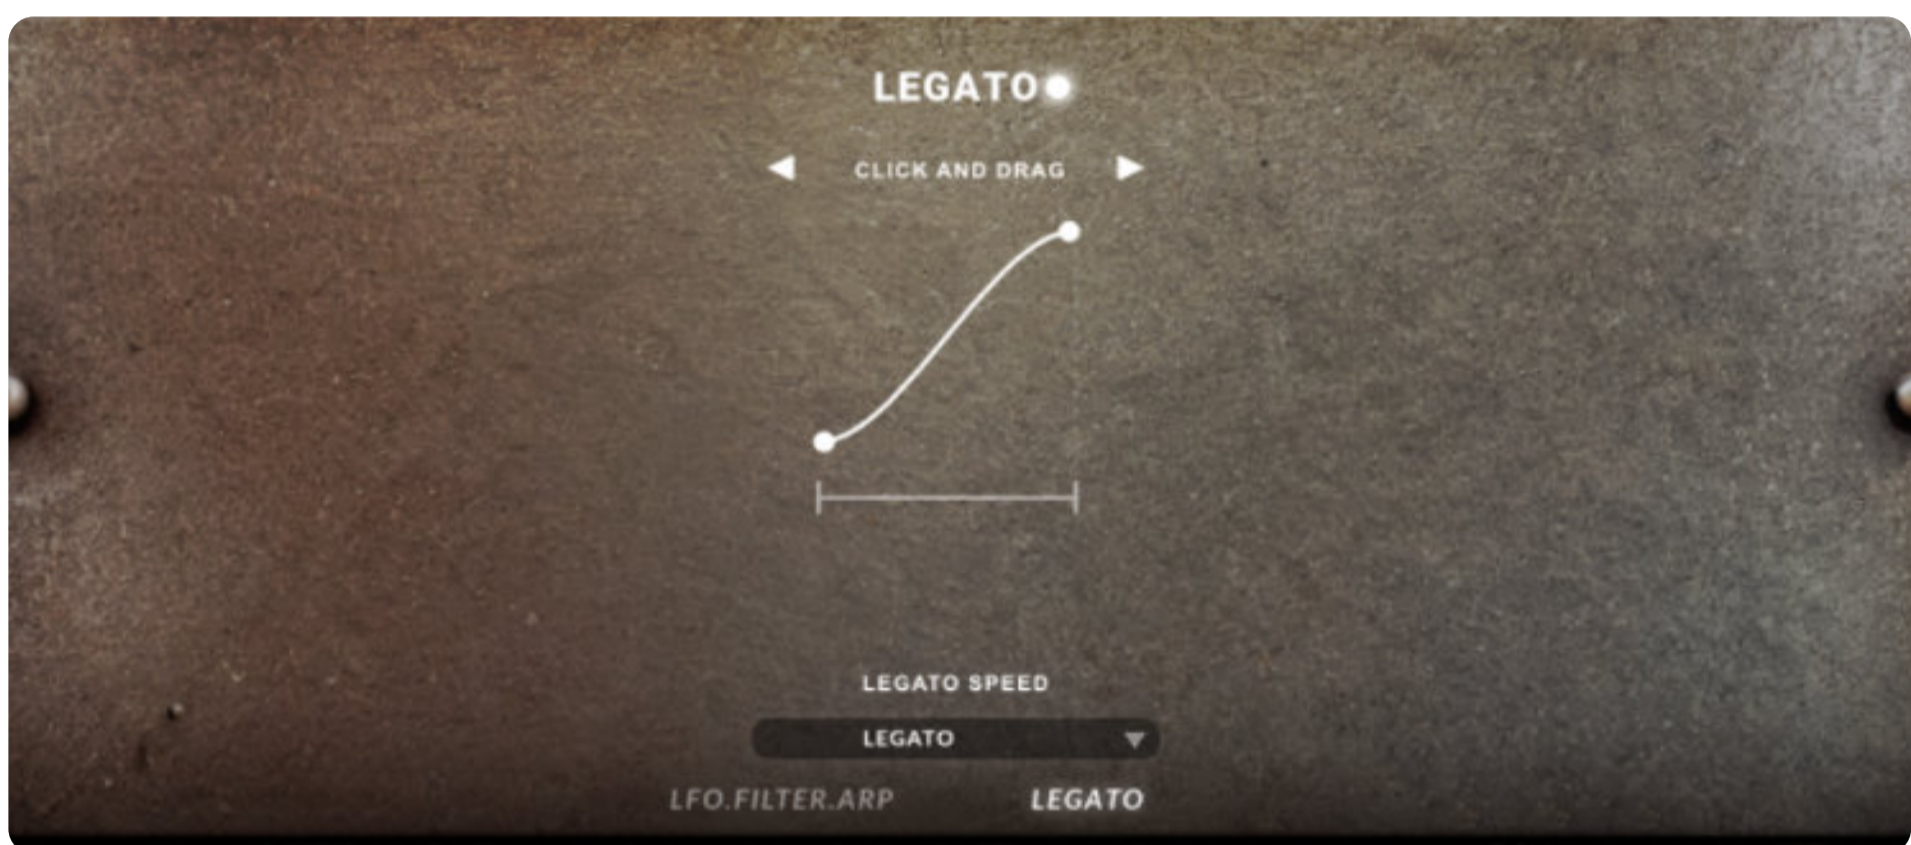 LEGATO
CLICK AND DRAG
LEGATO SPEED
LEGATO
LFO.FILTER.ARP LEGATO